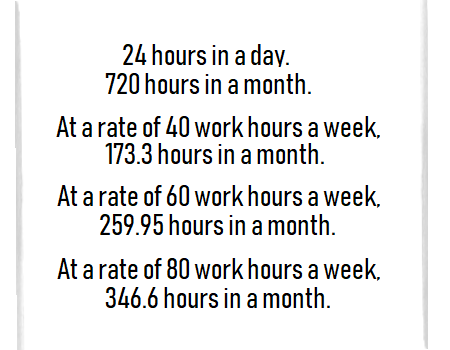 24 hours in a day.
720 hours in a month.
At a rate of 40 work hours a week,
173.3 hours in a month.
At a rate of 60 work hours a week,
259.95 hours in a month.
At a rate of 80 work hours a week,
346.6 hours in a month.